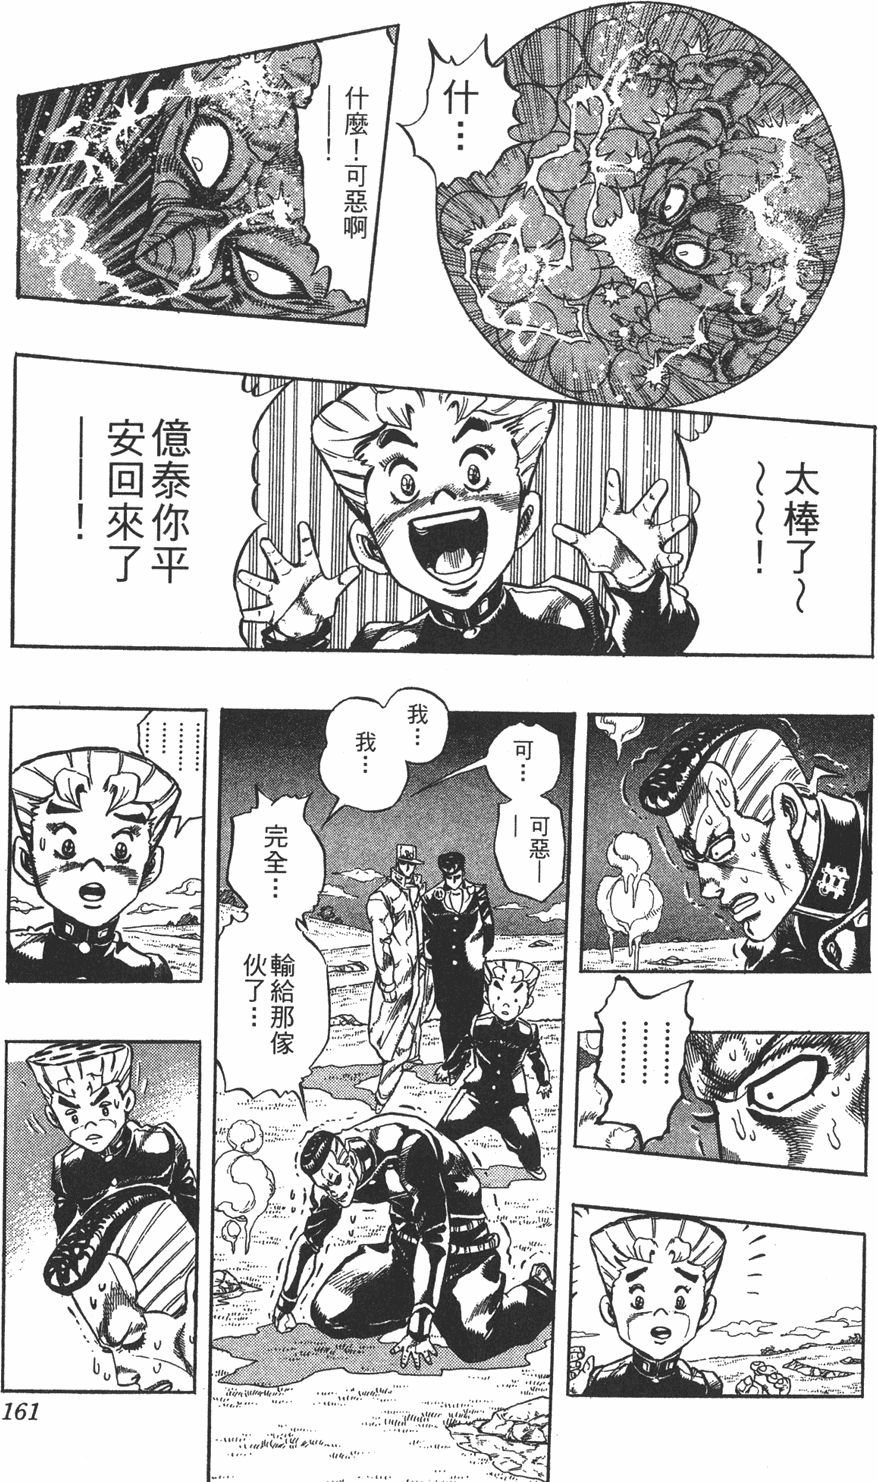 什…
什麼！可惡啊
——！
太棒了～
～～！
億泰你平
安回來了
——！
………
可…
可惡—
—
我…
我…
完全…
輸給那傢
伙了…
………
………
161